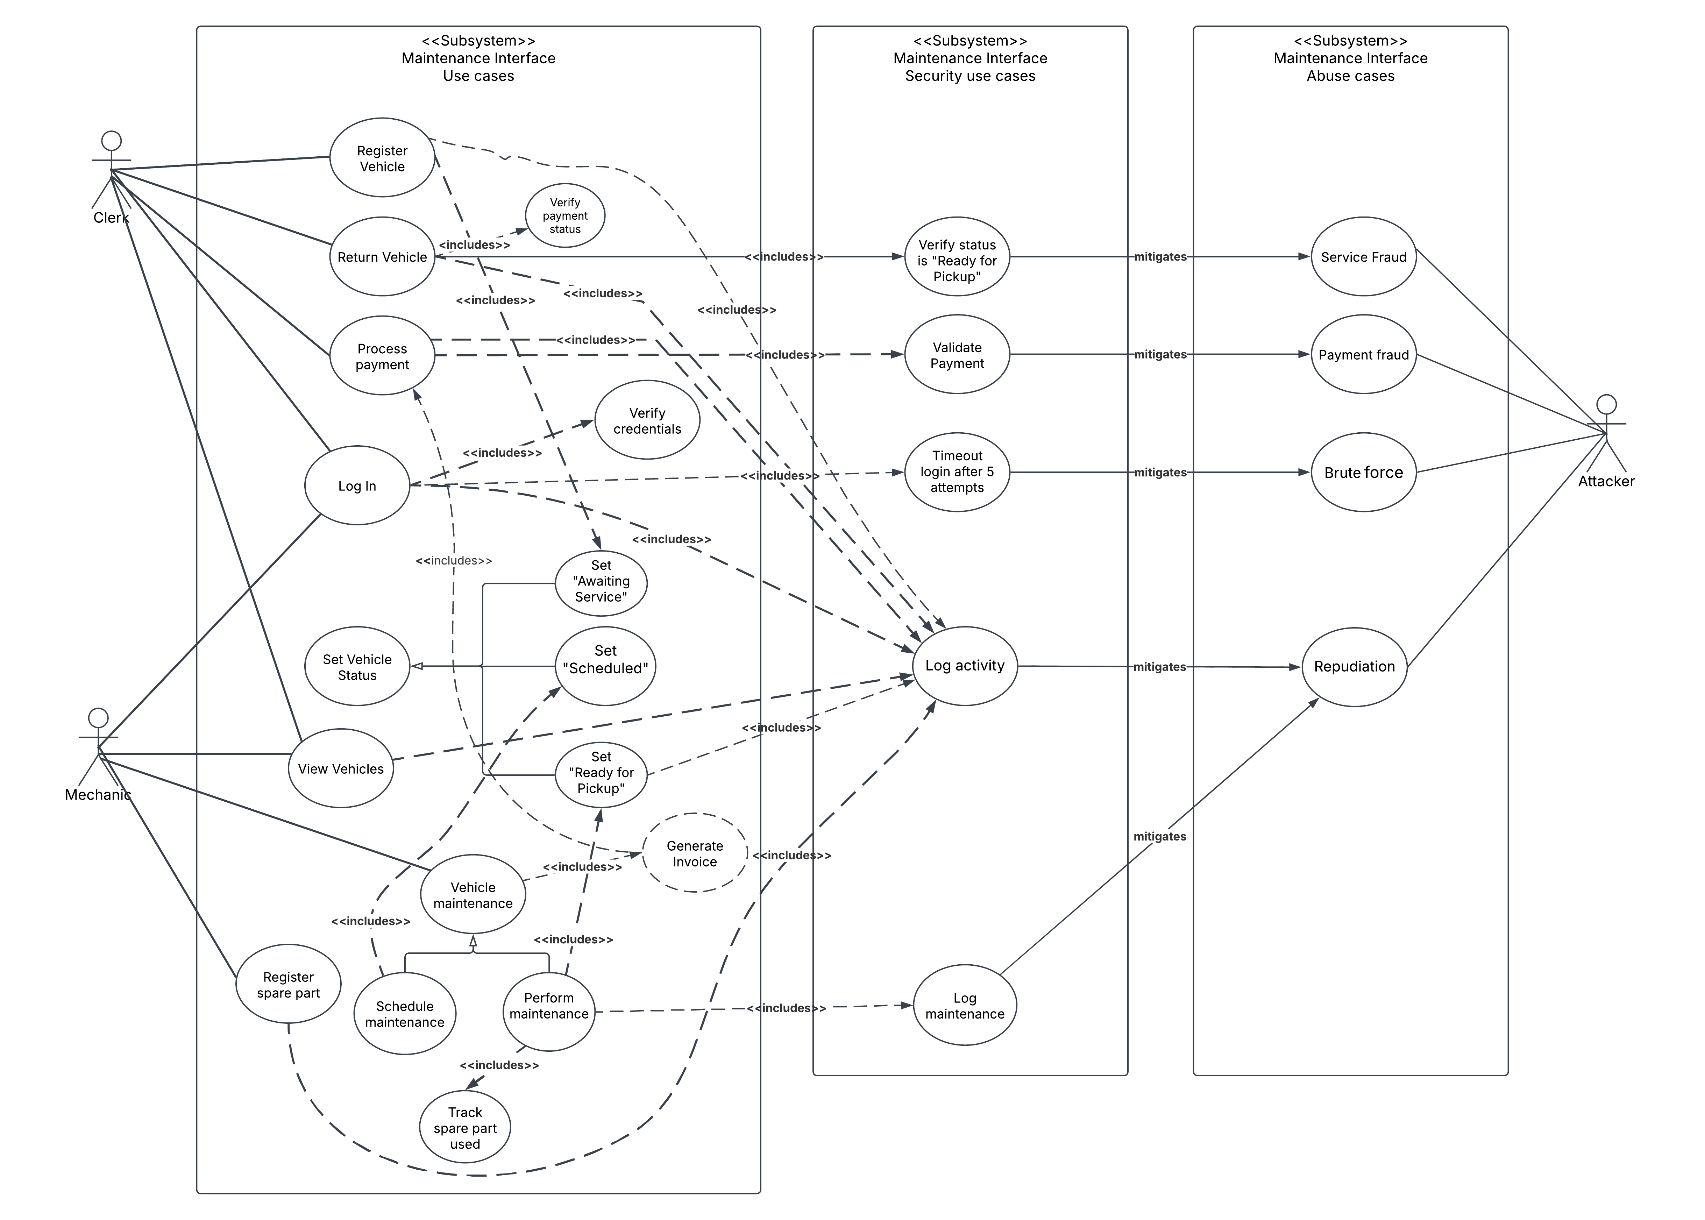 <<Subsystem>>
Maintenance Interface
Use cases
<<Subsystem>>
Maintenance Interface
Security use cases
<<Subsystem>>
Maintenance Interface
Abuse cases
Clerk
Register
Vehicle
Verify
payment
status
<includes>>
Return Vehicle
<<includes>>
Verify status
is "Ready for
Pickup"
mitigates
Service Fraud
<<includes>>
<<includes>>
<<includes>>
Process
payment
<<includes>>
<<includes>>
Validate
Payment
mitigates
Payment fraud
Verify
credentials
<<includes>>
Log In
<<includes>>
Timeout
login after 5
attempts
mitigates
Brute force
Attacker
<<includes>>
<<includes>>
Set
"Awaiting
Service"
Set Vehicle
Status
Set
"Scheduled"
Log activity
mitigates
Repudiation
<<includes>>
Mechanic
View Vehicles
Set
"Ready for
Pickup"
mitigates
Generate
Invoice
<<includes>>
<<includes>>
Vehicle
maintenance
<<includes>>
<<includes>>
Register
spare part
Schedule
maintenance
Perform
maintenance
<<includes>>
Log
maintenance
<<includes>>
Track
spare part
used